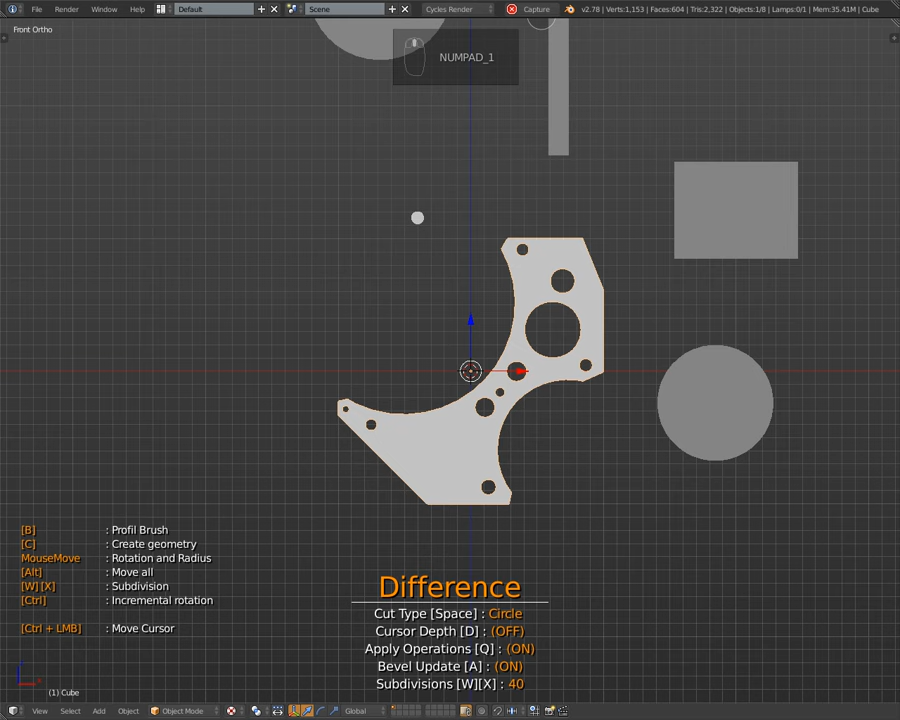 File Render Window Help Default Scene Cycles Render Capture v2.78 | Verts:1,153 | Faces:604 | Tris:2,322 | Objects:1/8 | Lamps:0/1 | Mem:35.41M | Cube
Front Ortho
NUMPAD_1
[B] : Profil Brush
[C] : Create geometry
MouseMove : Rotation and Radius
[Alt] : Move all
[W] [X] : Subdivision
[Ctrl] : Incremental rotation
[Ctrl + LMB] : Move Cursor
Difference
Cut Type [Space] : Circle
Cursor Depth [D] : (OFF)
Apply Operations [Q] : (ON)
Bevel Update [A] : (ON)
Subdivisions [W][X] : 40
(1) Cube
View Select Add Object Object Mode Global